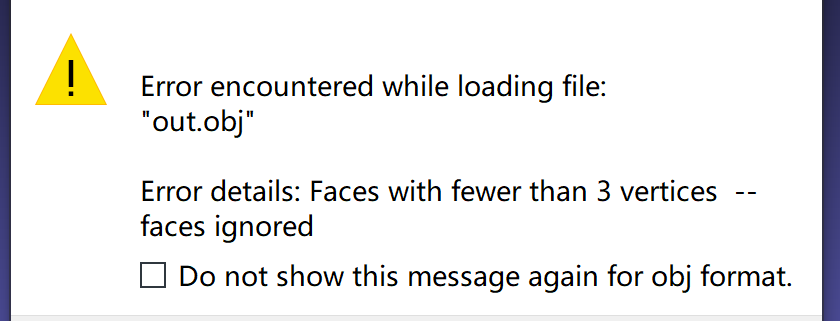 !
Error encountered while loading file:
"out.obj"
Error details: Faces with fewer than 3 vertices  --
faces ignored
Do not show this message again for obj format.